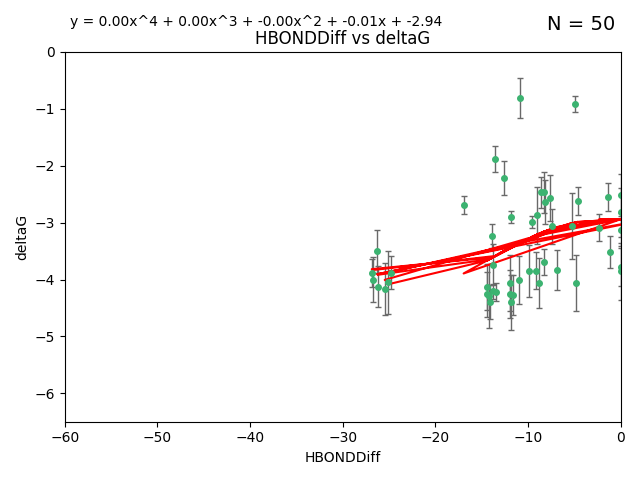 y = 0.00x^4 + 0.00x^3 + -0.00x^2 + -0.01x + -2.94
N = 50
HBONDDiff vs deltaG
0
−1
−2
−3
−4
−5
−6
deltaG
−60 −50 −40 −30 −20 −10 0
HBONDDiff